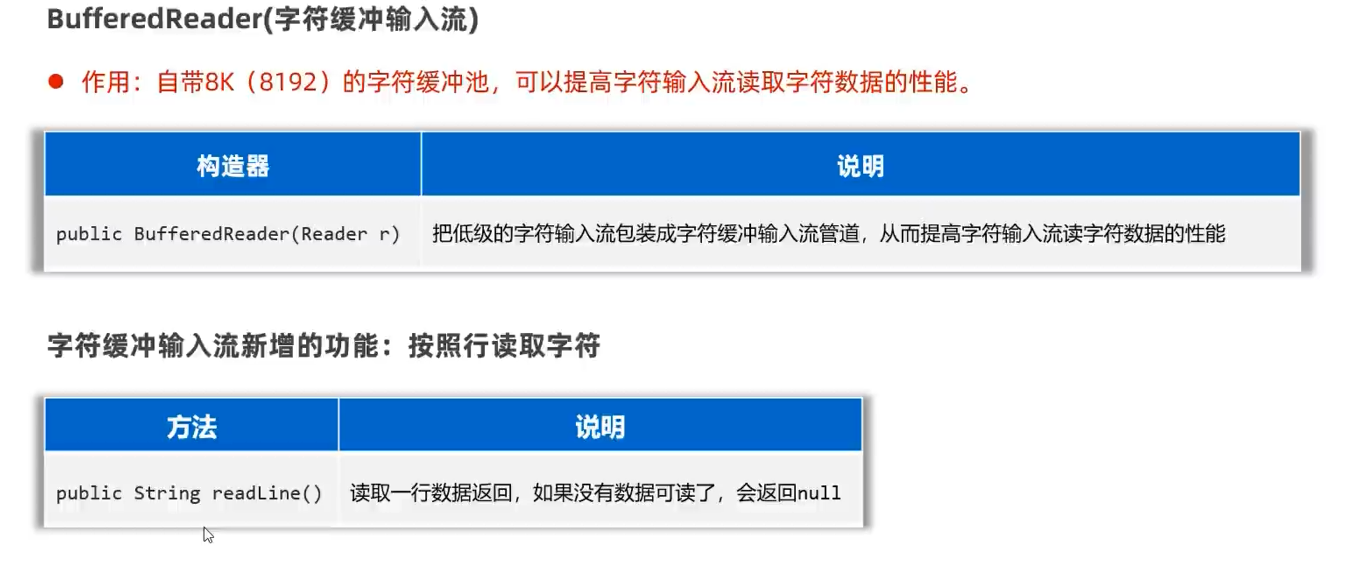 BufferedReader(字符缓冲输入流)
作用：自带8K（8192）的字符缓冲池，可以提高字符输入流读取字符数据的性能。
构造器 说明
public BufferedReader(Reader r) 把低级的字符输入流包装成字符缓冲输入流管道，从而提高字符输入流读字符数据的性能
字符缓冲输入流新增的功能：按照行读取字符
方法 说明
public String readLine() 读取一行数据返回，如果没有数据可读了，会返回null